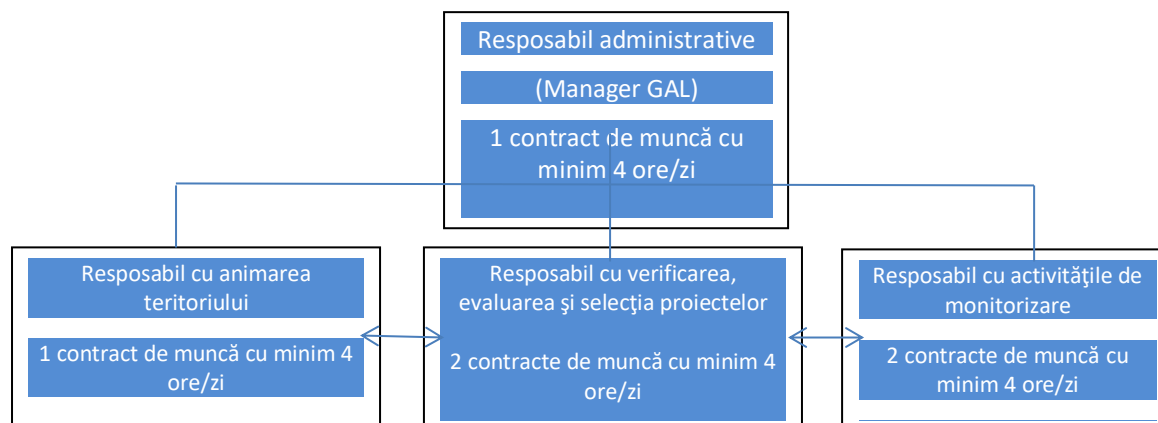 Resposabil administrative
(Manager GAL)
1 contract de muncă cu
minim 4 ore/zi
Resposabil cu animarea
teritoriului
1 contract de muncă cu minim 4
ore/zi
Resposabil cu verificarea,
evaluarea şi selecţia proiectelor
2 contracte de muncă cu minim 4
ore/zi
Resposabil cu activităţile de
monitorizare
2 contracte de muncă cu
minim 4 ore/zi